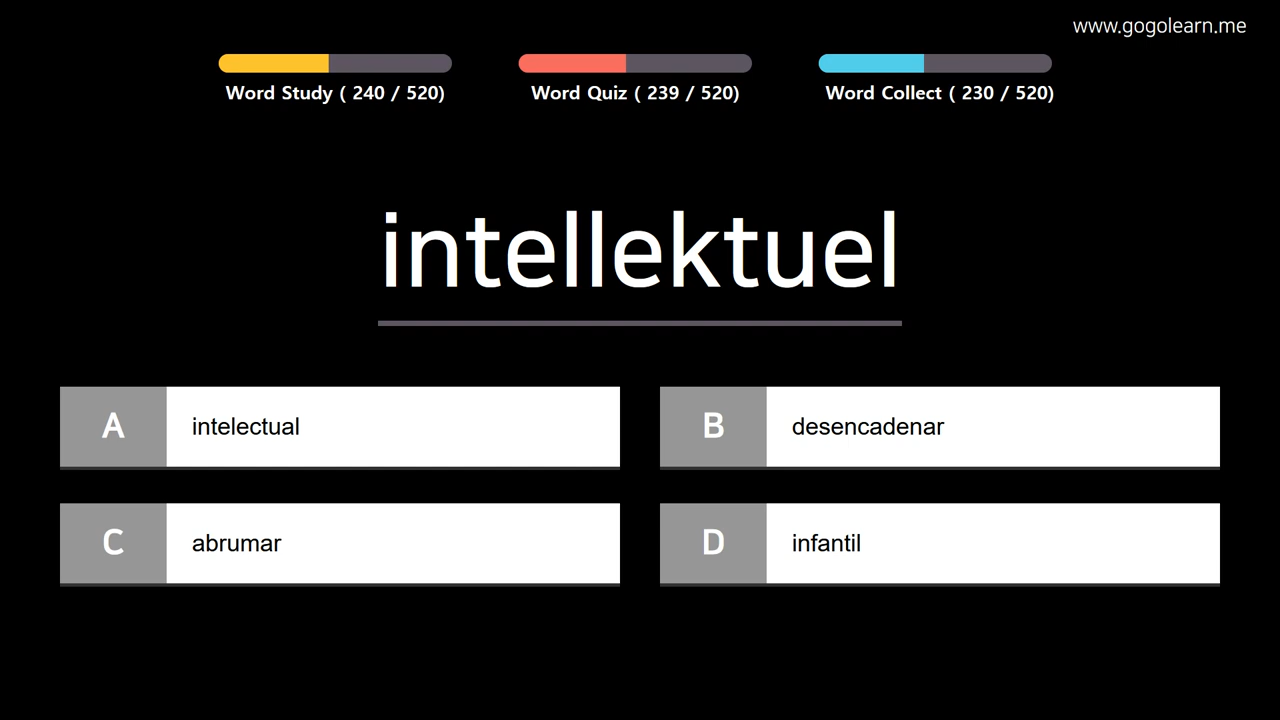 www.gogolearn.me
Word Study ( 240 / 520)
Word Quiz ( 239 / 520)
Word Collect ( 230 / 520)
intellektuel
A intelectual
B desencadenar
C abrumar
D infantil